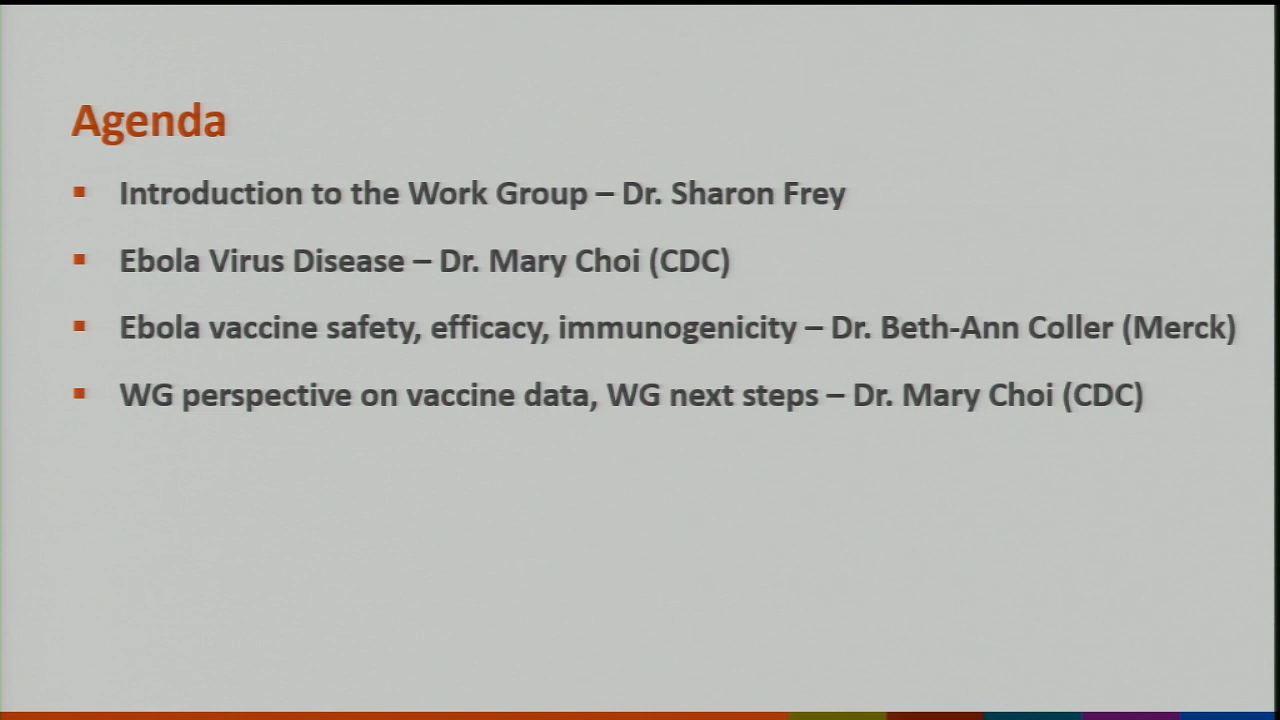 Agenda
▪ Introduction to the Work Group – Dr. Sharon Frey
▪ Ebola Virus Disease – Dr. Mary Choi (CDC)
▪ Ebola vaccine safety, efficacy, immunogenicity – Dr. Beth-Ann Coller (Merck)
▪ WG perspective on vaccine data, WG next steps – Dr. Mary Choi (CDC)